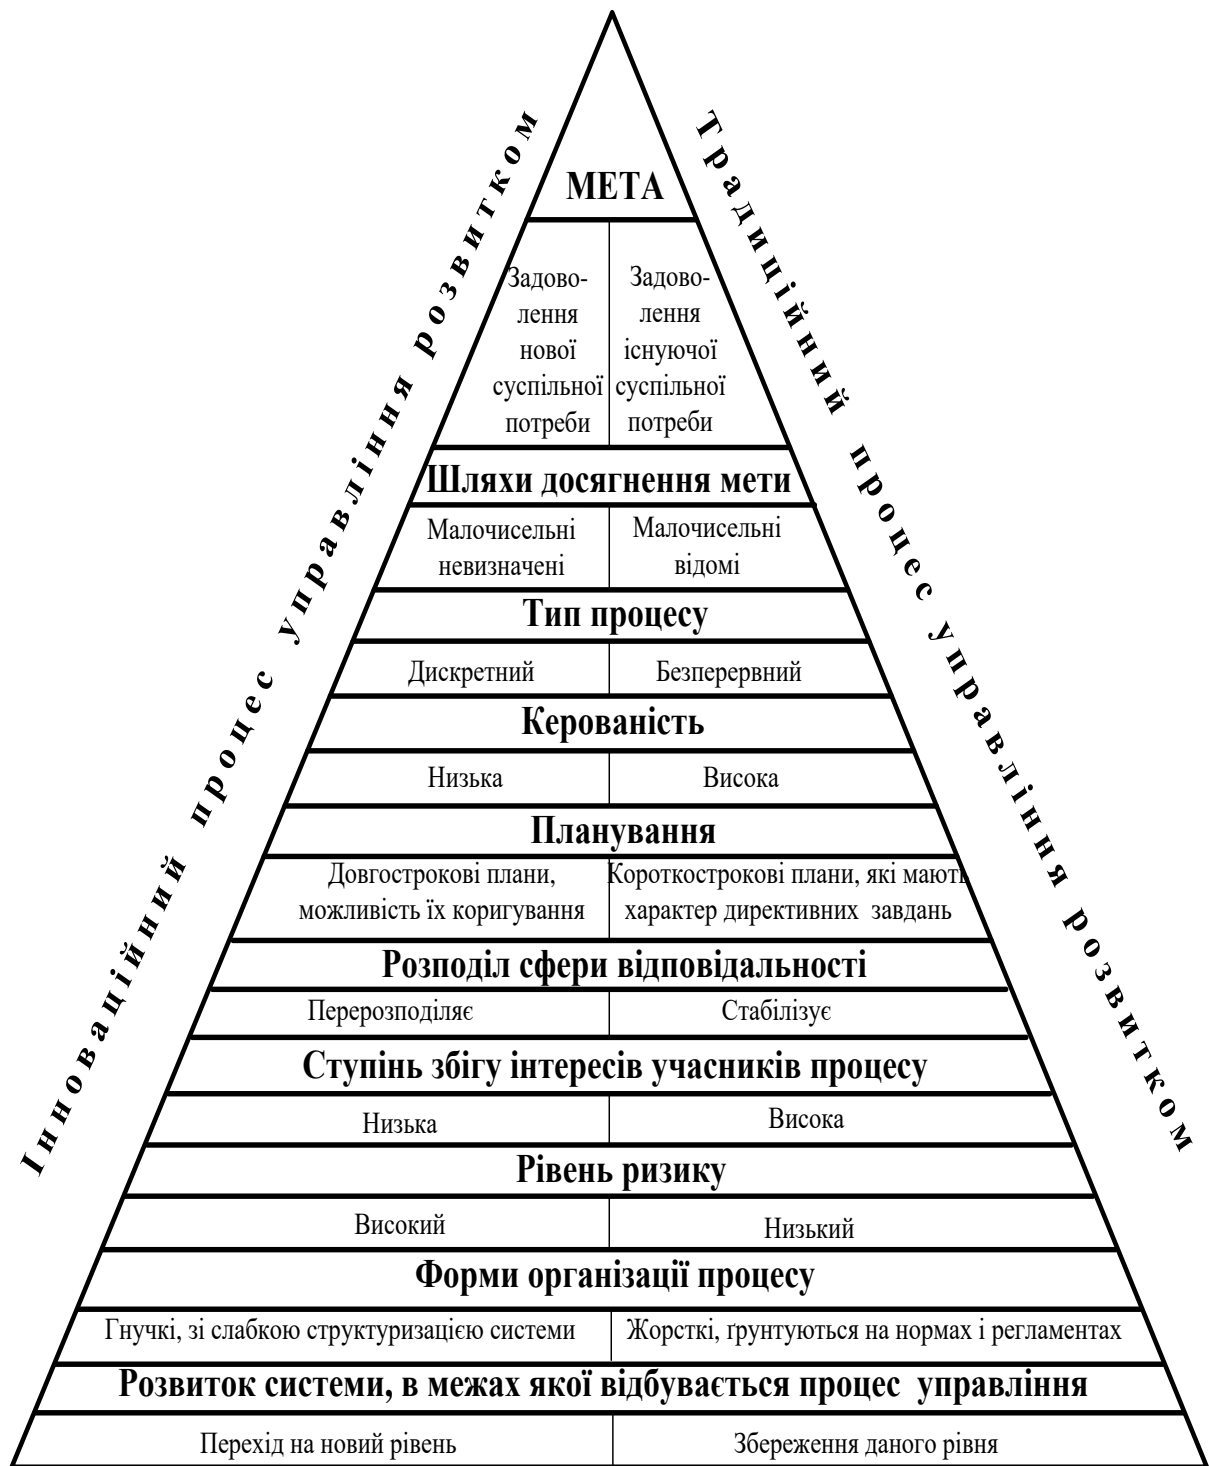 Інноваційний процес управління розвитком
Традиційний процес управління розвитком
МЕТА
Задово-
лення
нової
суспільної
потреби
Задово-
лення
існуючої
суспільної
потреби
Шляхи досягнення мети
Малочисельні
невизначені
Малочисельні
відомі
Тип процесу
Дискретний
Безперервний
Керованість
Низька
Висока
Планування
Довгострокові плани,
можливість їх коригування
Короткострокові плани, які мають
характер директивних завдань
Розподіл сфери відповідальності
Перерозподіляє
Стабілізує
Ступінь збігу інтересів учасників процесу
Низька
Висока
Рівень ризику
Високий
Низький
Форми організації процесу
Гнучкі, зі слабкою структуризацією системи
Жорсткі, ґрунтуються на нормах і регламентах
Розвиток системи, в межах якої відбувається процес управління
Перехід на новий рівень
Збереження даного рівня